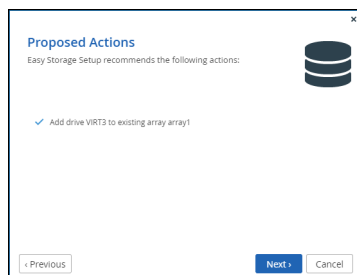 ×
Proposed Actions
Easy Storage Setup recommends the following actions:
✓ Add drive VIRT3 to existing array array1
‹ Previous
Next ›
Cancel